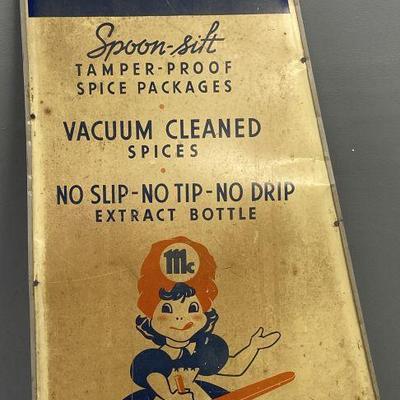 Spoon-sift
TAMPER-PROOF
SPICE PACKAGES
VACUUM CLEANED
SPICES
NO SLIP-NO TIP-NO DRIP
EXTRACT BOTTLE
Mc